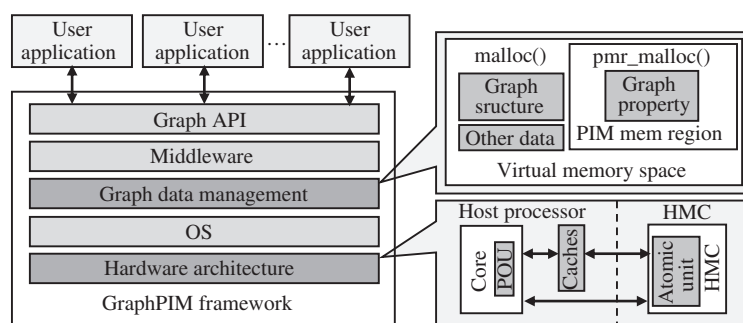 User
application
User
application
...
User
application
Graph API
Middleware
Graph data management
OS
Hardware architecture
GraphPIM framework
malloc()
Graph
sructure
Other data
pmr_malloc()
Graph
property
PIM mem region
Virtual memory space
Host processor
HMC
Core
POU
Caches
Atomic
unit
HMC